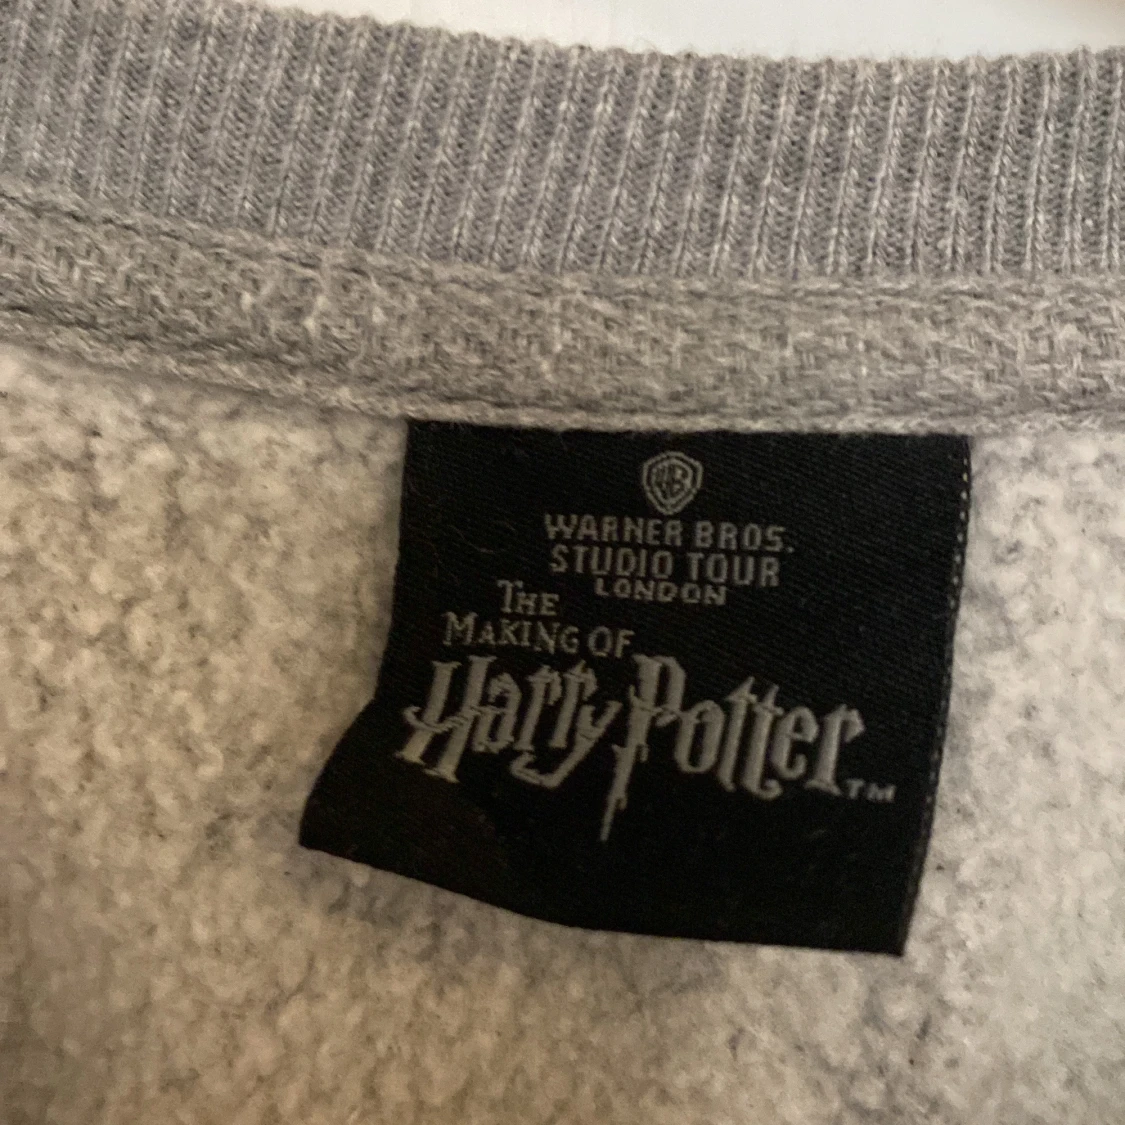 WB
WARNER BROS.
STUDIO TOUR
LONDON
THE
MAKING OF
Harry Potter TM